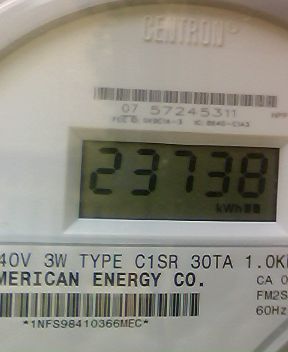 CENTRON®
07 57245311
23738
kWh
40V 3W TYPE C1SR 30TA 1.0K
MERICAN ENERGY CO.
CA 0
FM2S
60Hz
*1NFS98410366MEC*